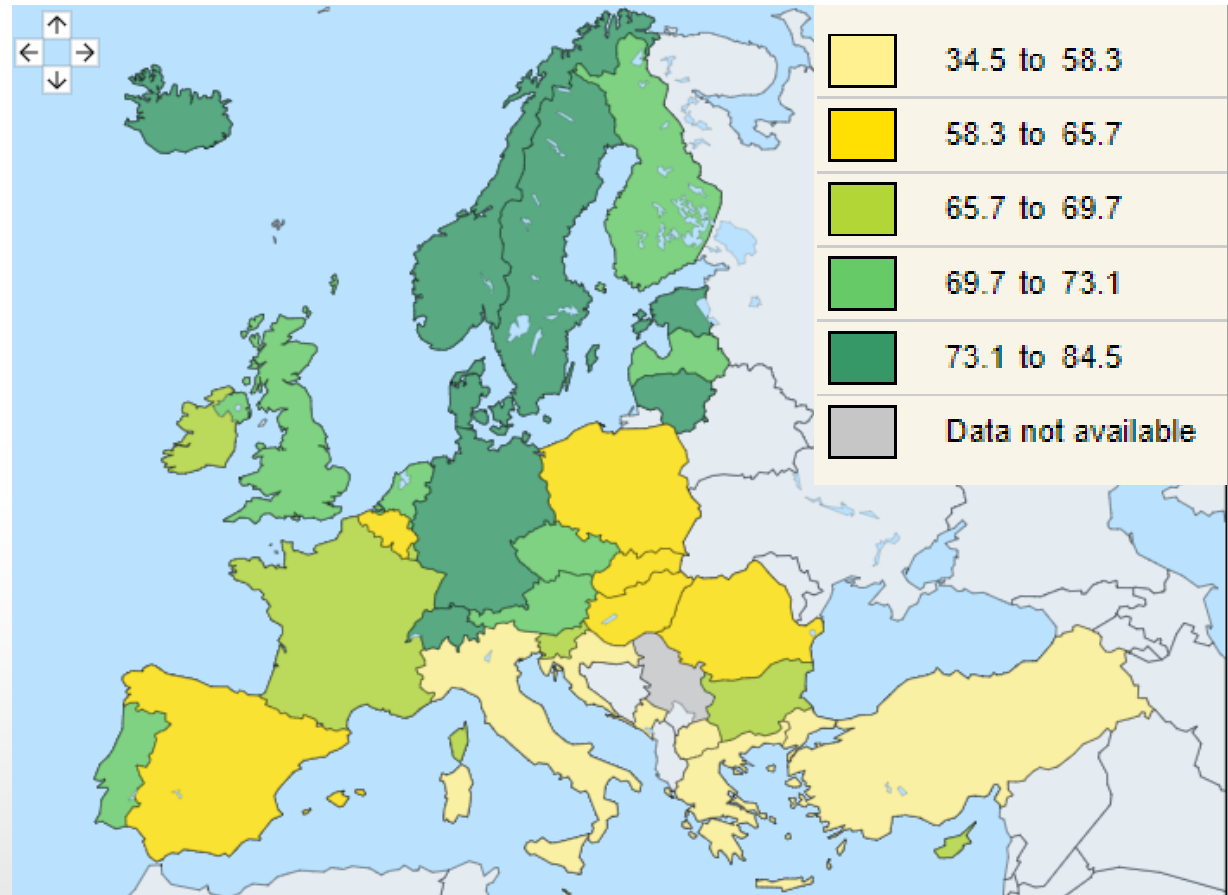 34.5 to 58.3
58.3 to 65.7
65.7 to 69.7
69.7 to 73.1
73.1 to 84.5
Data not available